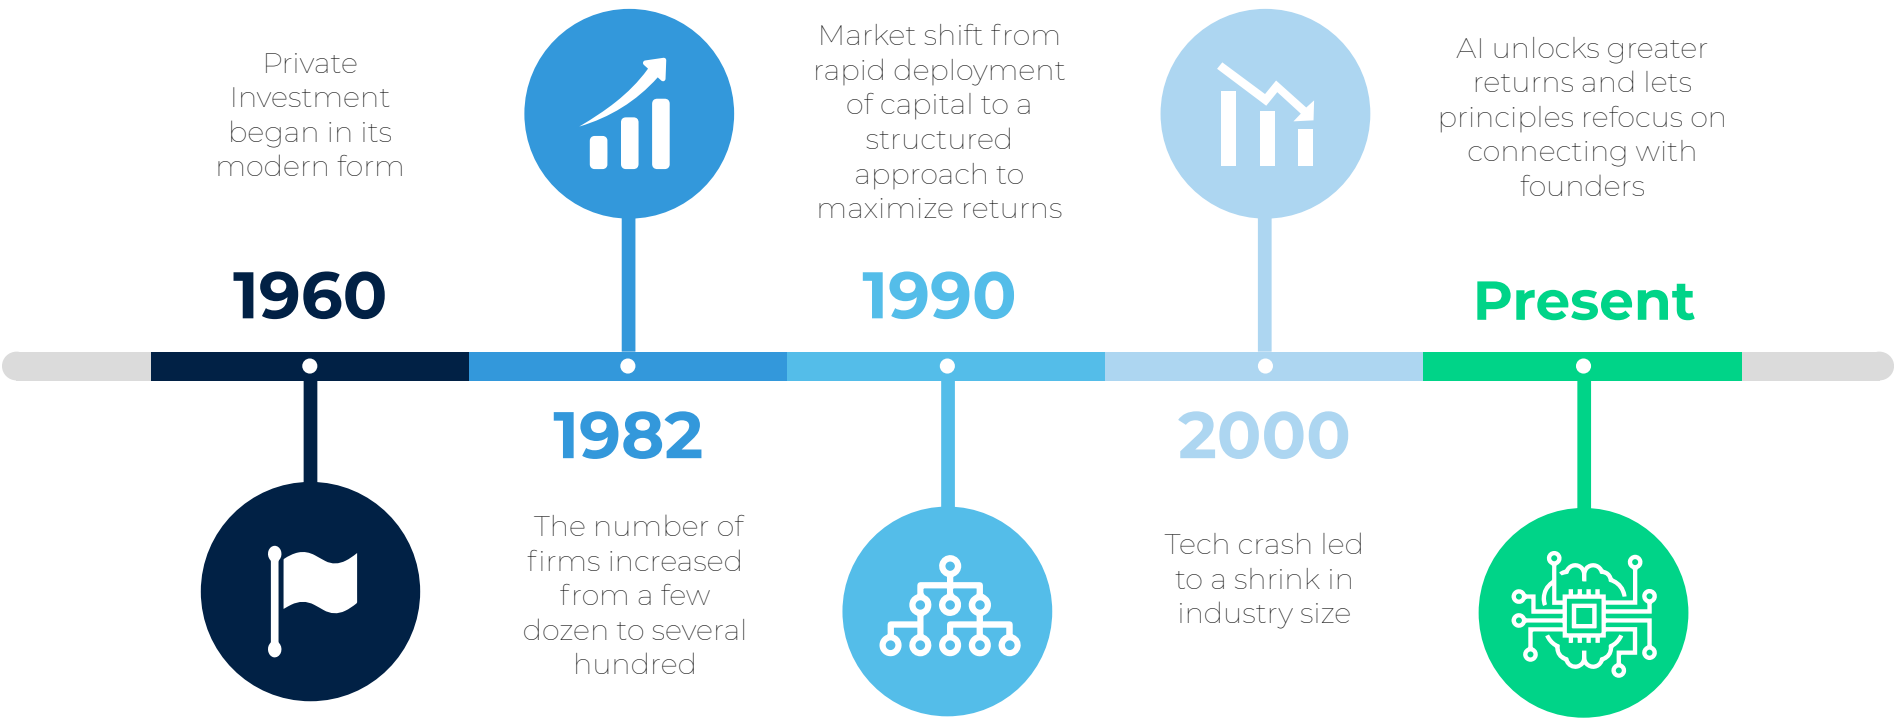 Private
Investment
began in its
modern form
1960
1982
The number of
firms increased
from a few
dozen to several
hundred
Market shift from
rapid deployment
of capital to a
structured
approach to
maximize returns
1990
2000
Tech crash led
to a shrink in
industry size
AI unlocks greater
returns and lets
principles refocus on
connecting with
founders
Present